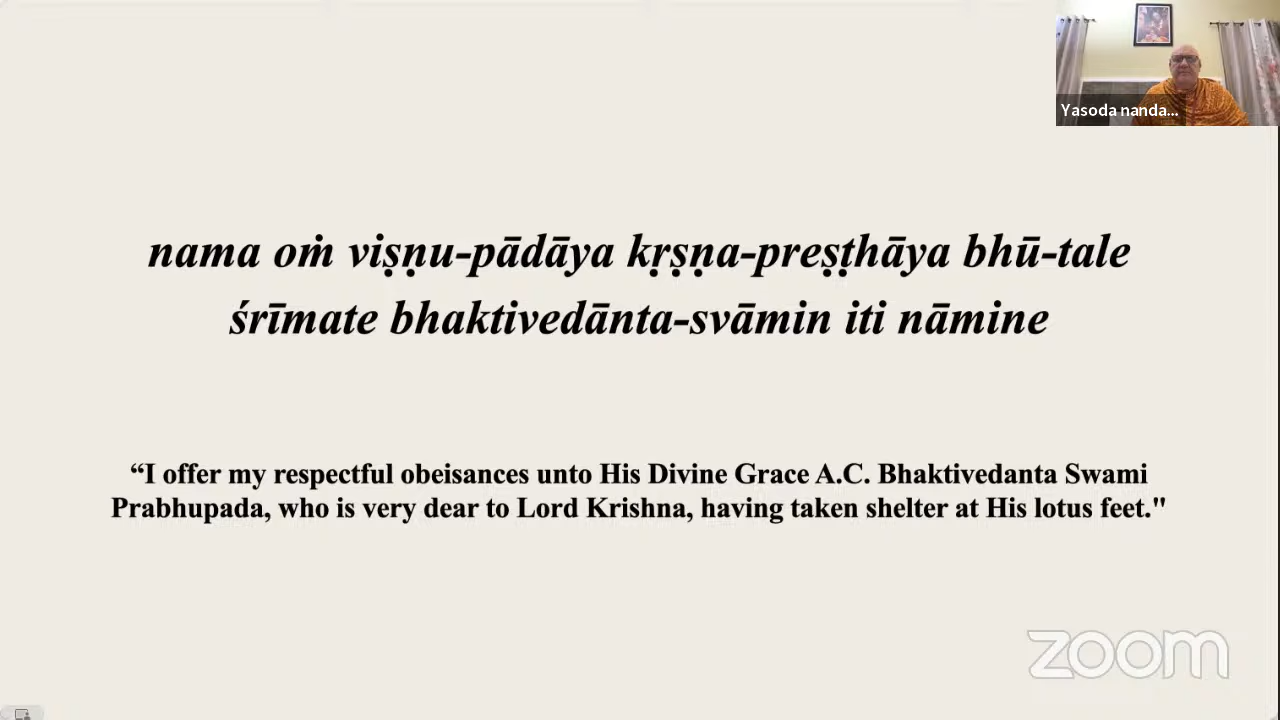 Yasoda nanda...
nama oṁ viṣṇu-pādāya kṛṣṇa-preṣṭhāya bhū-tale
śrīmate bhaktivedānta-svāmin iti nāmine
“I offer my respectful obeisances unto His Divine Grace A.C. Bhaktivedanta Swami
Prabhupada, who is very dear to Lord Krishna, having taken shelter at His lotus feet."
zoom